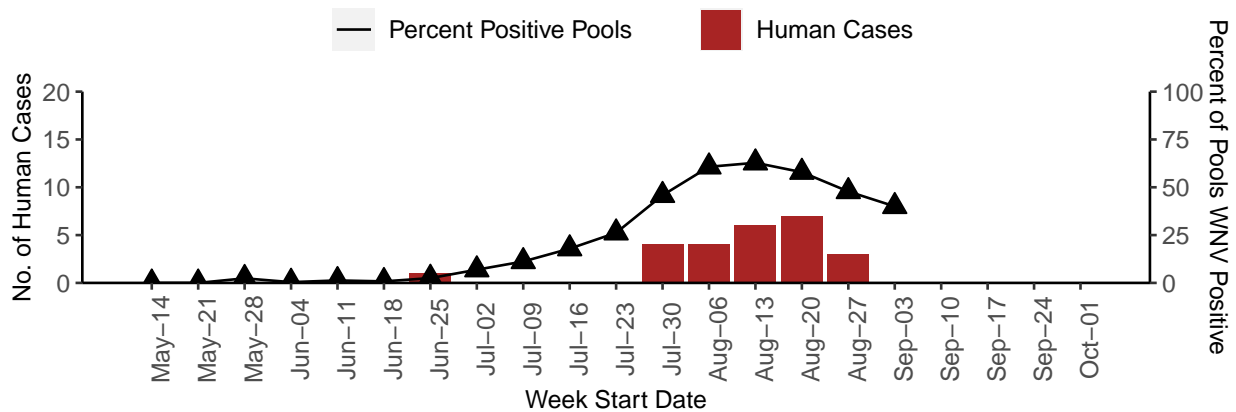 Percent Positive Pools
Human Cases
No. of Human Cases
20
15
10
5
0
Percent of Pools WNV Positive
100
75
50
25
0
May−14
May−21
May−28
Jun−04
Jun−11
Jun−18
Jun−25
Jul−02
Jul−09
Jul−16
Jul−23
Jul−30
Aug−06
Aug−13
Aug−20
Aug−27
Sep−03
Sep−10
Sep−17
Sep−24
Oct−01
Week Start Date